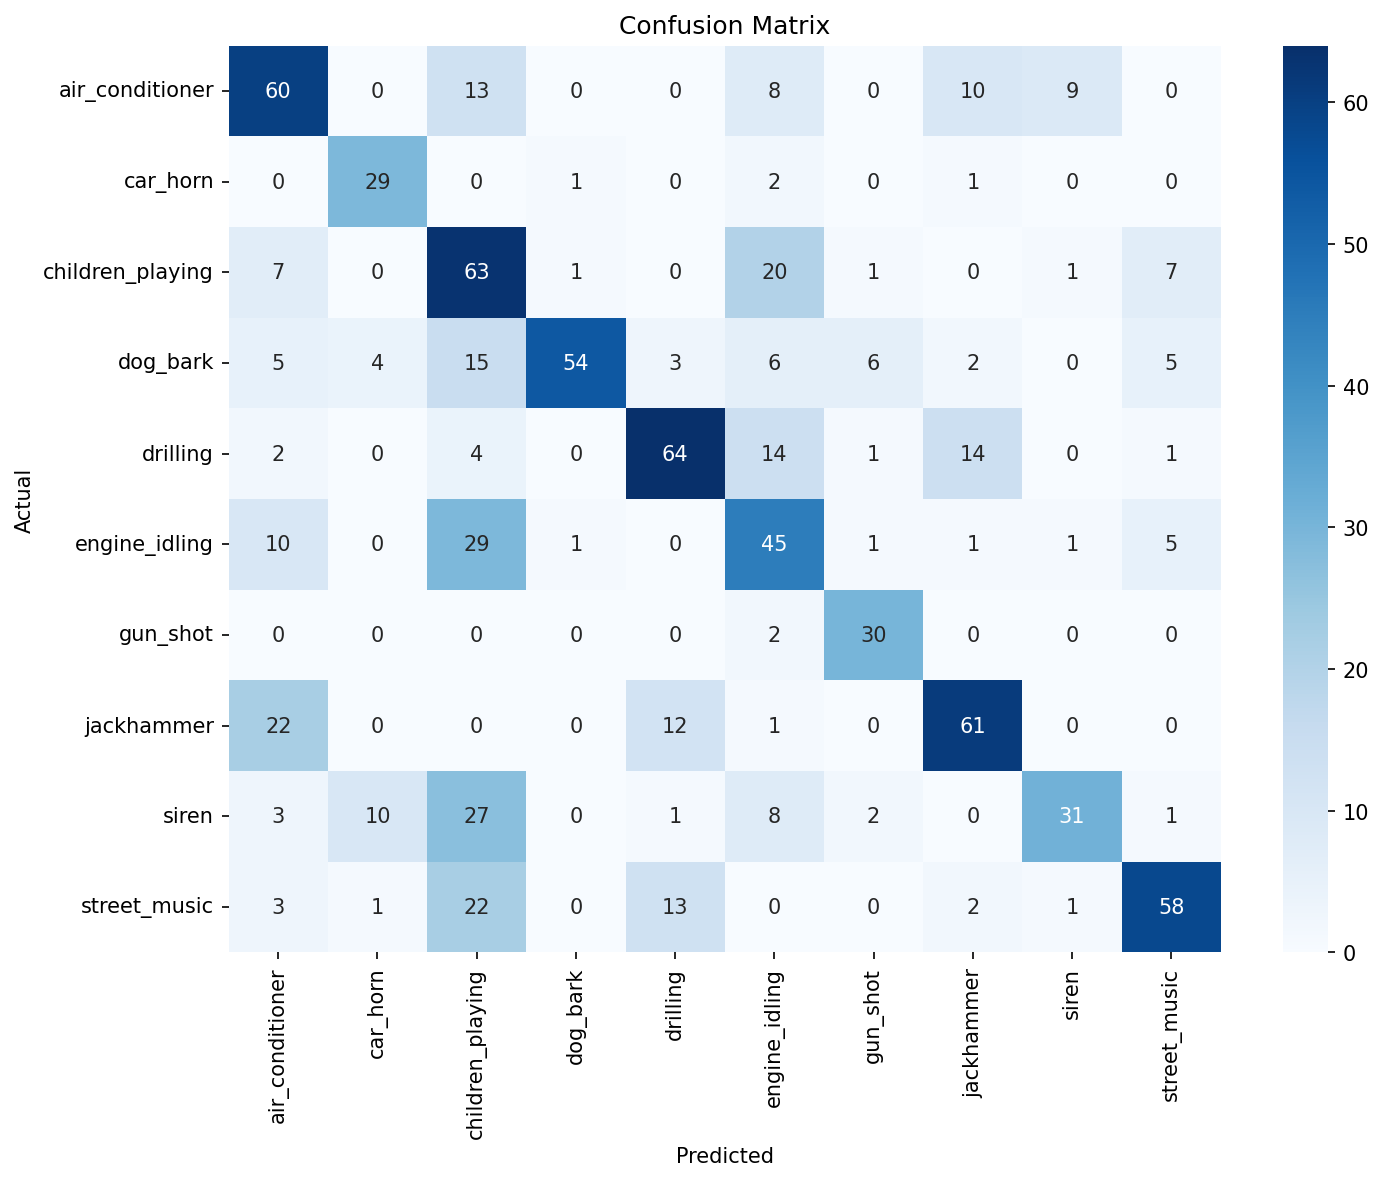 Confusion Matrix
air_conditioner 60 0 13 0 0 8 0 10 9 0
car_horn 0 29 0 1 0 2 0 1 0 0
children_playing 7 0 63 1 0 20 1 0 1 7
dog_bark 5 4 15 54 3 6 6 2 0 5
drilling 2 0 4 0 64 14 1 14 0 1
engine_idling 10 0 29 1 0 45 1 1 1 5
gun_shot 0 0 0 0 0 2 30 0 0 0
jackhammer 22 0 0 0 12 1 0 61 0 0
siren 3 10 27 0 1 8 2 0 31 1
street_music 3 1 22 0 13 0 0 2 1 58
air_conditioner car_horn children_playing dog_bark drilling engine_idling gun_shot jackhammer siren street_music
Predicted
Actual
60
50
40
30
20
10
0